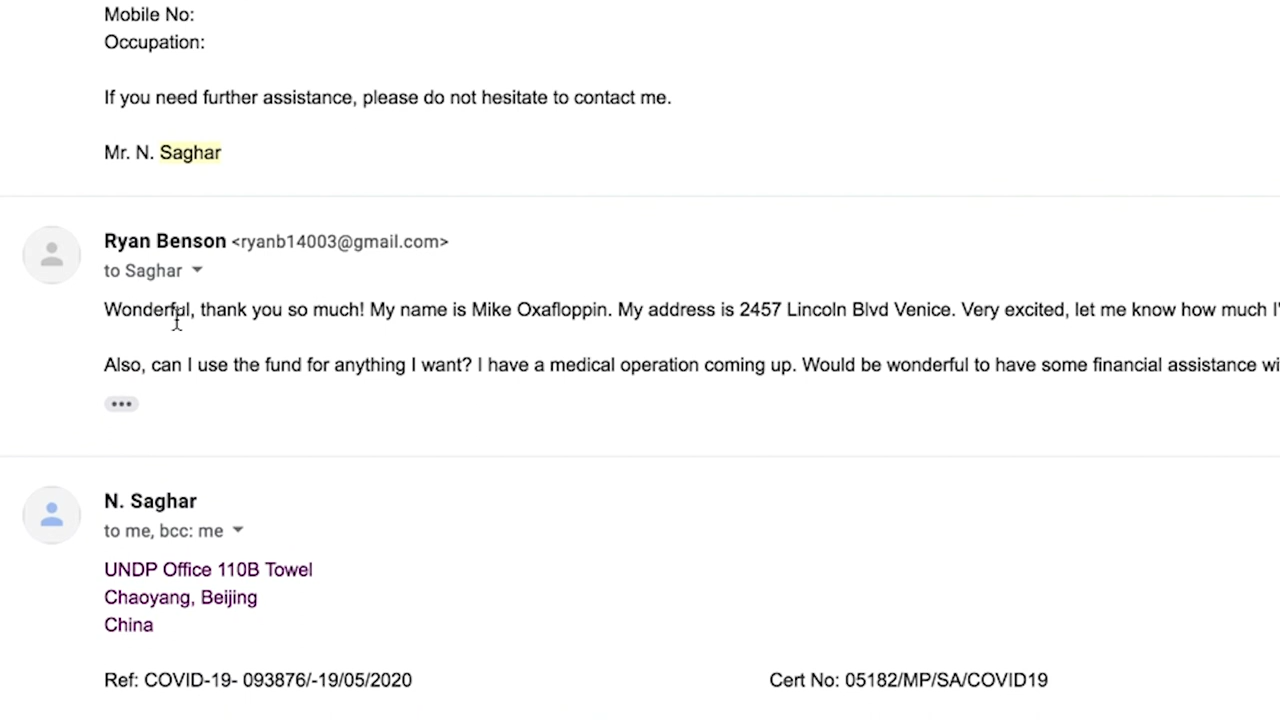 Mobile No:
Occupation:
If you need further assistance, please do not hesitate to contact me.
Mr. N. Saghar
Ryan Benson <ryanb14003@gmail.com>
to Saghar
Wonderful, thank you so much! My name is Mike Oxafloppin. My address is 2457 Lincoln Blvd Venice. Very excited, let me know how much I'
Also, can I use the fund for anything I want? I have a medical operation coming up. Would be wonderful to have some financial assistance wi
N. Saghar
to me, bcc: me
UNDP Office 110B Towel
Chaoyang, Beijing
China
Ref: COVID-19- 093876/-19/05/2020 Cert No: 05182/MP/SA/COVID19